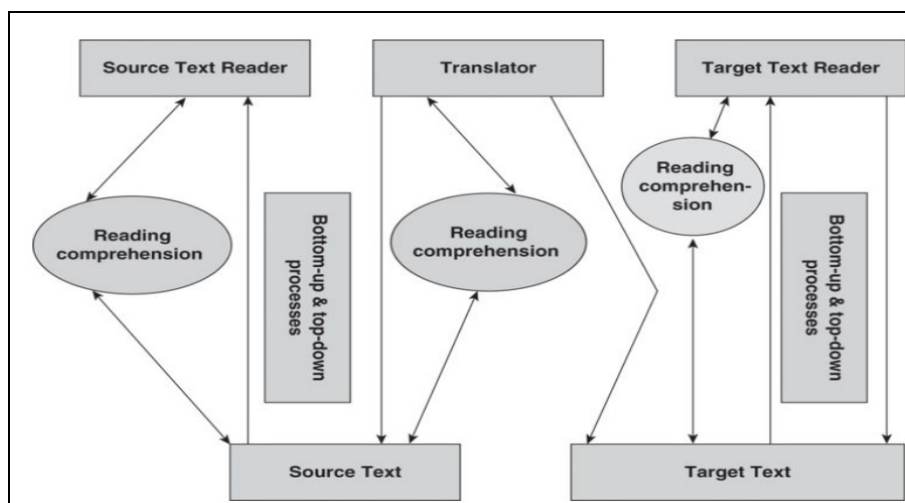 Source Text Reader
Translator
Target Text Reader
Reading
comprehen-
sion
Reading
comprehension
Bottom-up & top-down
processes
Reading
comprehension
Bottom-up & top-down
processes
Source Text
Target Text